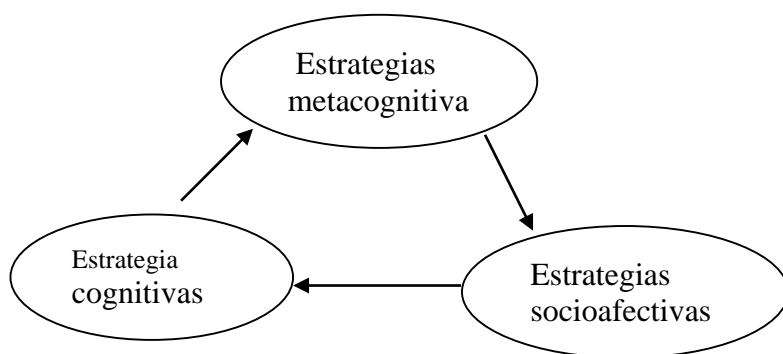 Estrategias
metacognitiva
Estrategia
cognitivas
Estrategias
socioafectivas